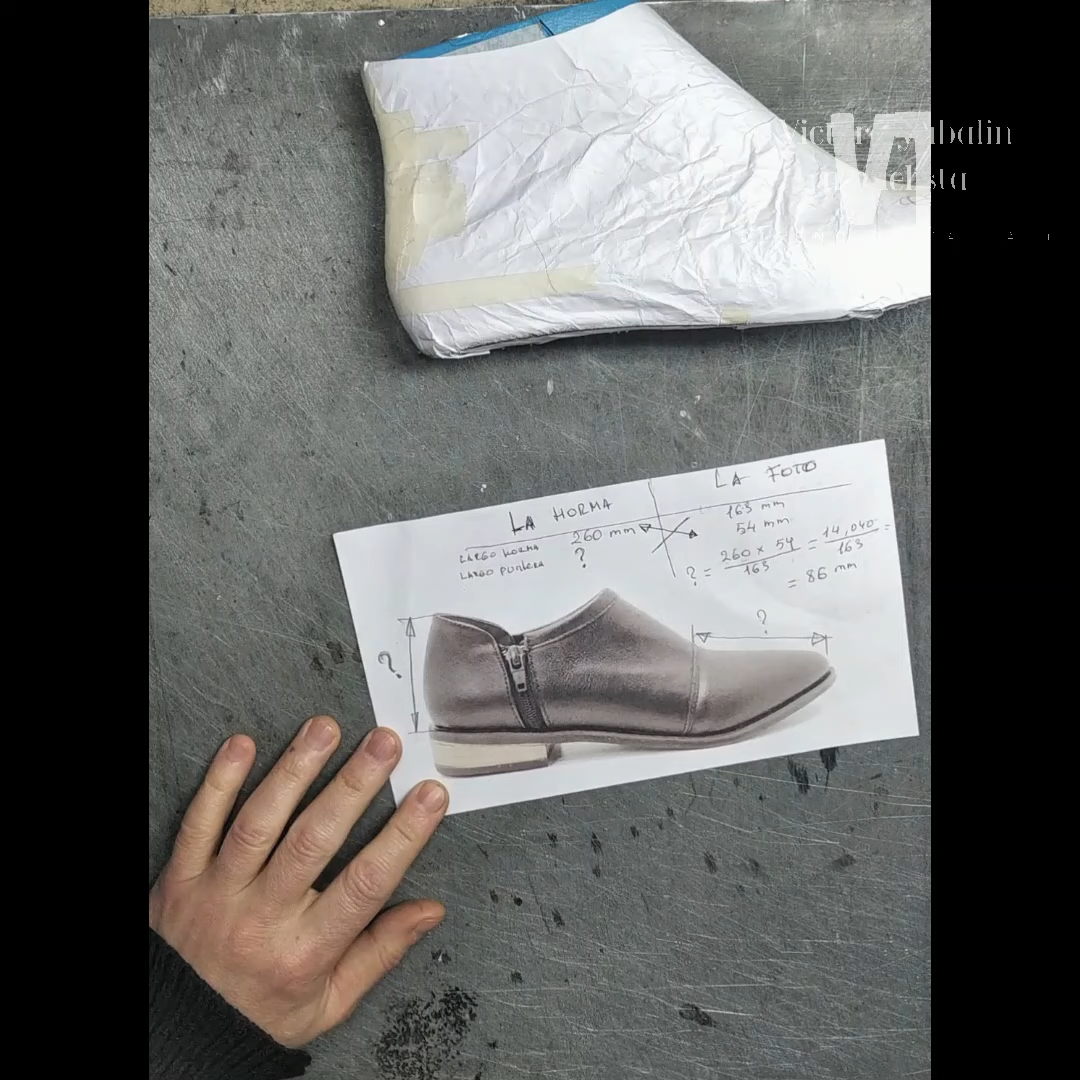 LA HORMA
LA FOTO
LARGO HORMA 260 mm 163 mm
LARGO PUNTERA ? 54 mm
? = 260 x 54 / 163 = 14,040 / 163 =
= 86 mm
?
?